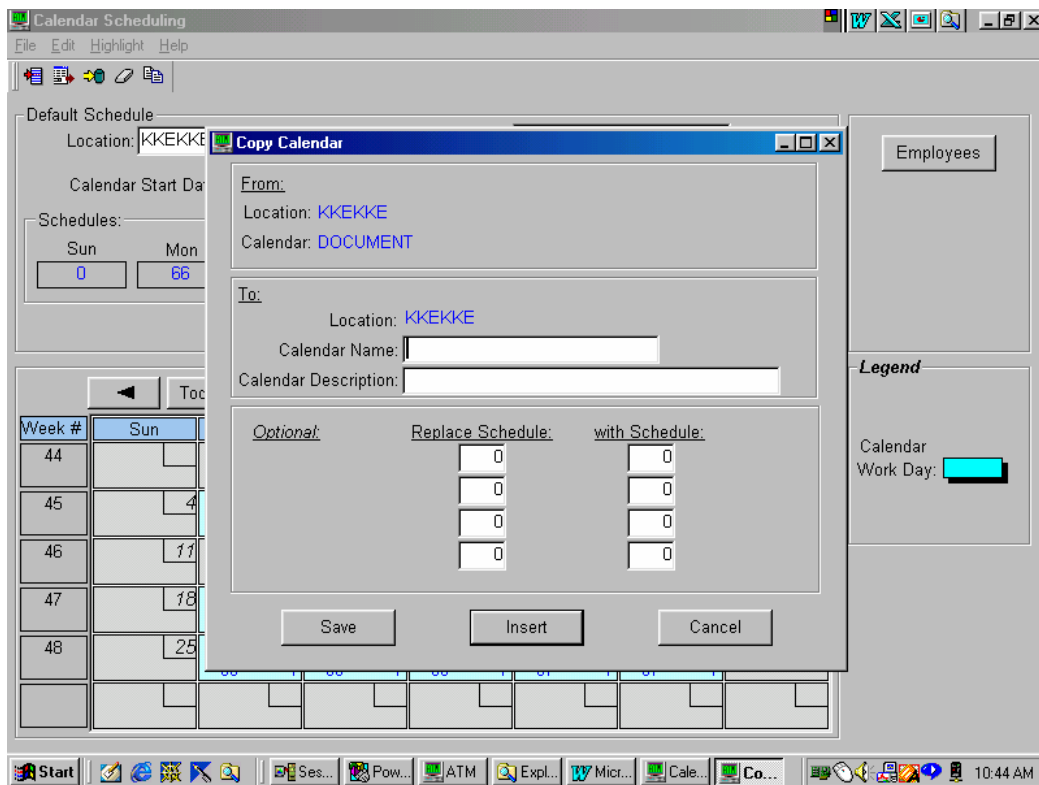 Calendar Scheduling
File Edit Highlight Help
Default Schedule
Location: KKEKKE
Calendar Start Da
Schedules:
Sun Mon
0 66
Employees
Copy Calendar
From:
Location: KKEKKE
Calendar: DOCUMENT
To:
Location: KKEKKE
Calendar Name:
Calendar Description:
Optional: Replace Schedule: with Schedule:
0 0
0 0
0 0
0 0
Save Insert Cancel
Legend
Calendar
Work Day:
Week # Sun
44
45 4
46 11
47 18
48 25
Start Ses... Pow... ATM Expl... Micr... Cale... Co... 10:44 AM